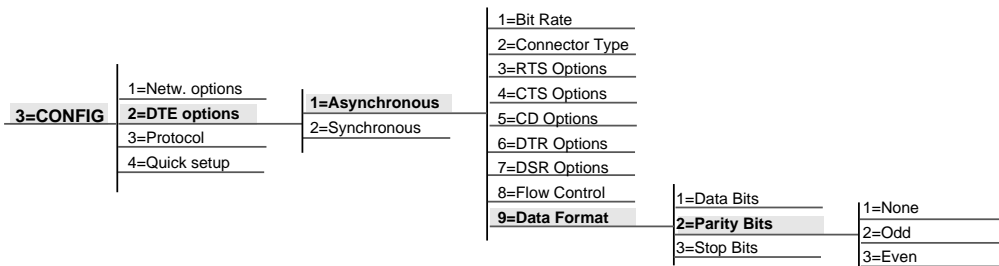 3=CONFIG
1=Netw. options
2=DTE options
3=Protocol
4=Quick setup
1=Asynchronous
2=Synchronous
1=Bit Rate
2=Connector Type
3=RTS Options
4=CTS Options
5=CD Options
6=DTR Options
7=DSR Options
8=Flow Control
9=Data Format
1=Data Bits
2=Parity Bits
3=Stop Bits
1=None
2=Odd
3=Even